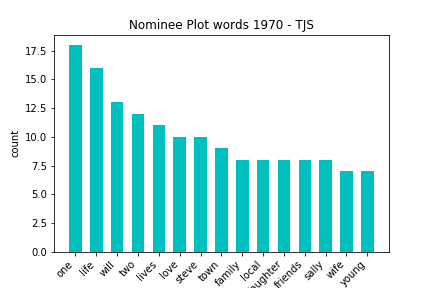 Nominee Plot words 1970 - TJS
17.5
15.0
12.5
10.0
7.5
5.0
2.5
0.0
count
one
life
will
two
lives
love
steve
town
family
local
aughter
friends
sally
wife
young